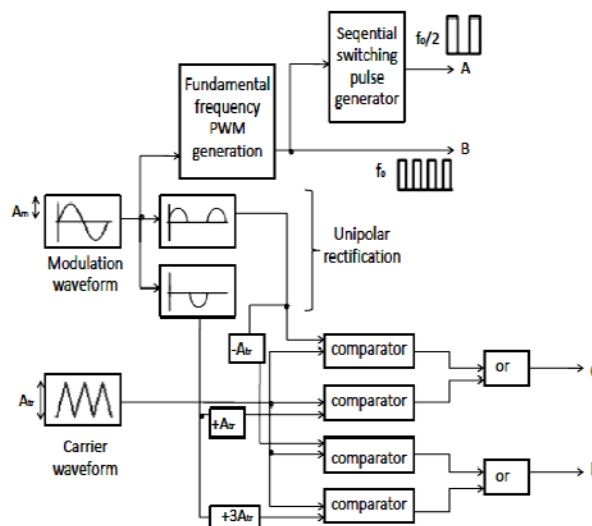 Seqential
switching
pulse
generator
f₀/2
A
Fundamental
frequency
PWM
generation
B
f₀
Aₘ
Modulation
waveform
Unipolar
rectification
-Atr
comparator
or
comparator
Atr
+Atr
Carrier
waveform
comparator
or
comparator
+3Atr